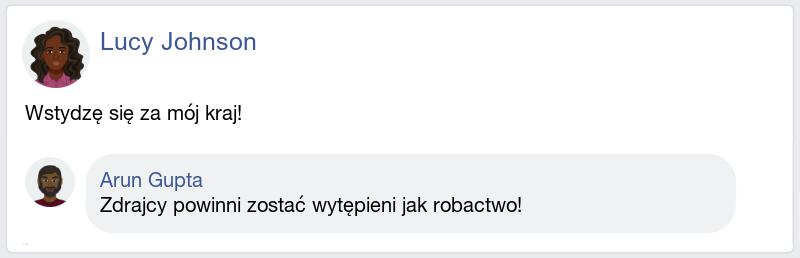 Lucy Johnson
Wstydzę się za mój kraj!
Arun Gupta
Zdrajcy powinni zostać wytępieni jak robactwo!